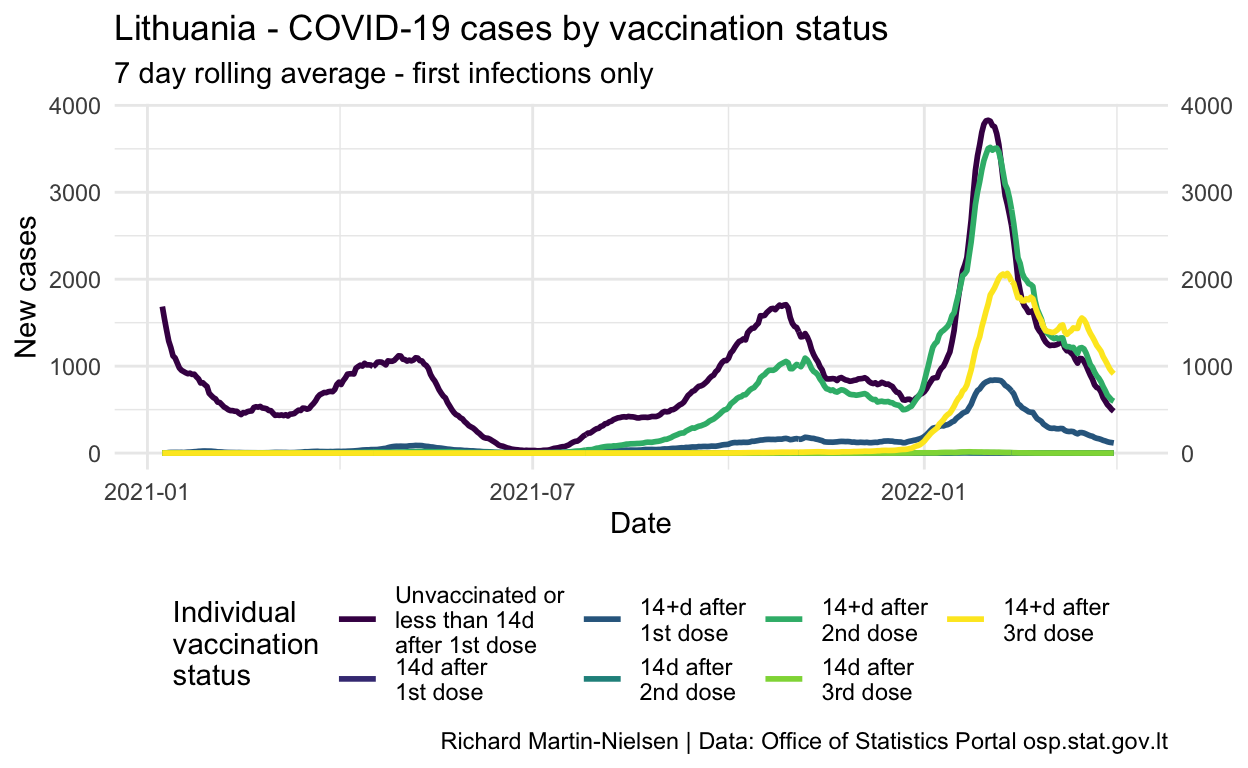 Lithuania - COVID-19 cases by vaccination status
7 day rolling average - first infections only
4000
3000
2000
1000
0
4000
3000
2000
1000
0
New cases
2021-01
2021-07
2022-01
Date
Individual
vaccination
status
Unvaccinated or
less than 14d
after 1st dose
14d after
1st dose
14+d after
1st dose
14d after
2nd dose
14+d after
2nd dose
14d after
3rd dose
14+d after
3rd dose
Richard Martin-Nielsen | Data: Office of Statistics Portal osp.stat.gov.lt